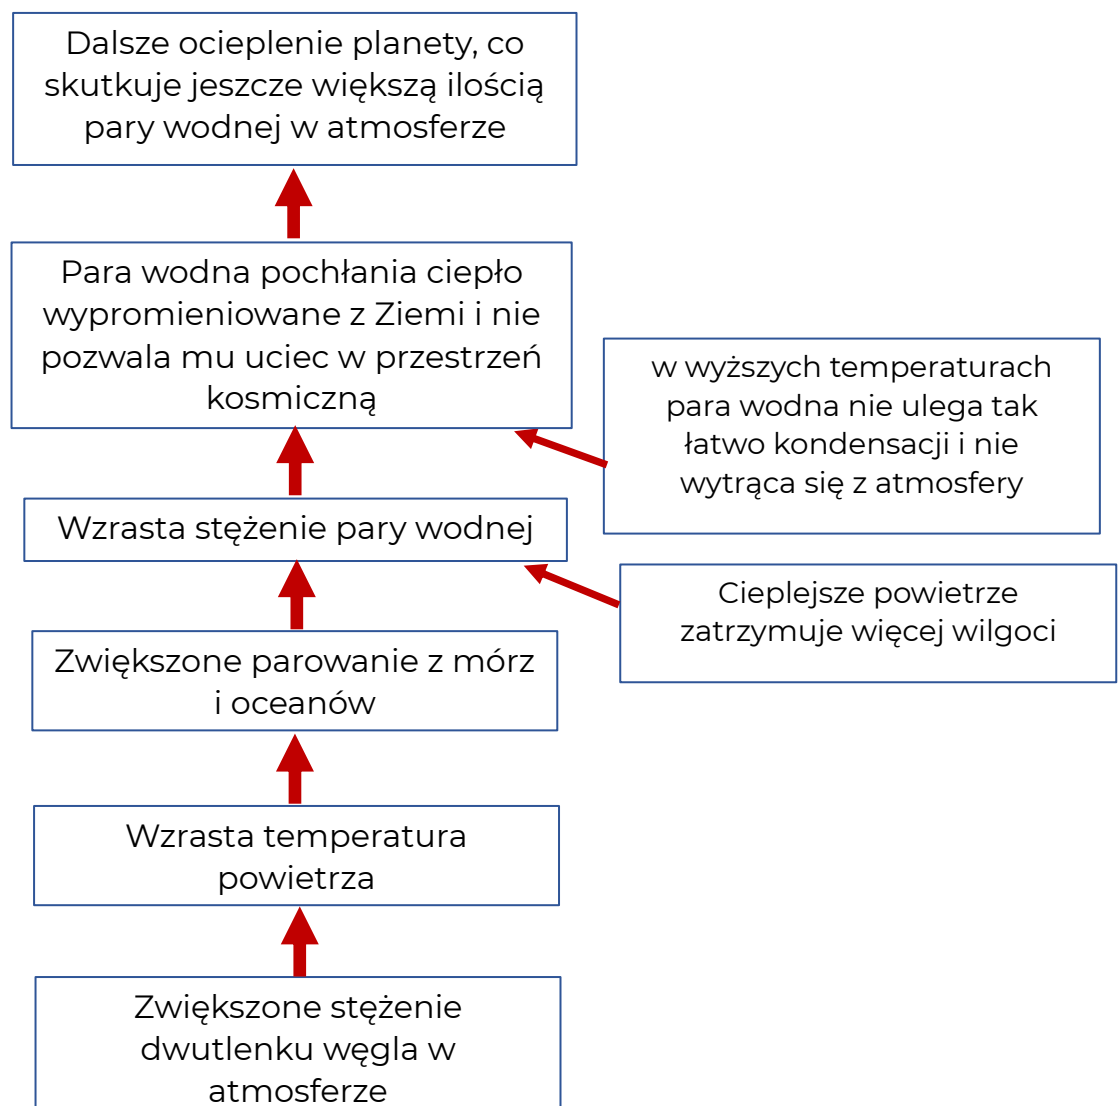 Dalsze ocieplenie planety, co
skutkuje jeszcze większą ilością
pary wodnej w atmosferze
Para wodna pochłania ciepło
wypromieniowane z Ziemi i nie
pozwala mu uciec w przestrzeń
kosmiczną
w wyższych temperaturach
para wodna nie ulega tak
łatwo kondensacji i nie
wytrąca się z atmosfery
Wzrasta stężenie pary wodnej
Cieplejsze powietrze
zatrzymuje więcej wilgoci
Zwiększone parowanie z mórz
i oceanów
Wzrasta temperatura
powietrza
Zwiększone stężenie
dwutlenku węgla w
atmosferze